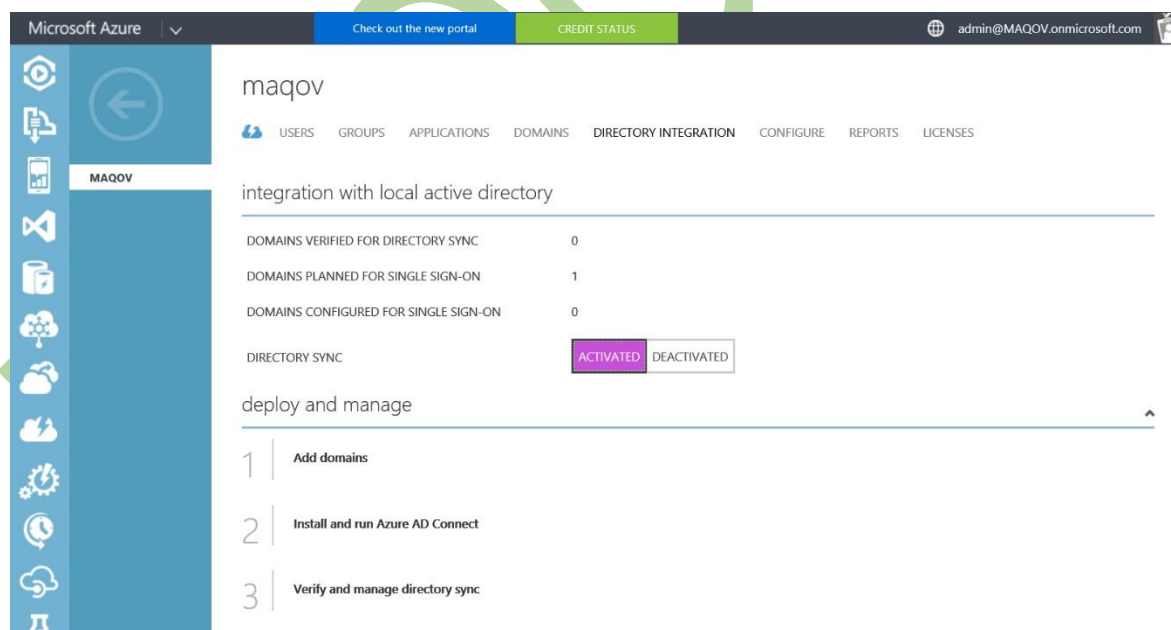 Microsoft Azure Check out the new portal CREDIT STATUS admin@MAQOV.onmicrosoft.com
maqov
USERS GROUPS APPLICATIONS DOMAINS DIRECTORY INTEGRATION CONFIGURE REPORTS LICENSES
MAQOV
integration with local active directory
DOMAINS VERIFIED FOR DIRECTORY SYNC 0
DOMAINS PLANNED FOR SINGLE SIGN-ON 1
DOMAINS CONFIGURED FOR SINGLE SIGN-ON 0
DIRECTORY SYNC ACTIVATED DEACTIVATED
deploy and manage
1 Add domains
2 Install and run Azure AD Connect
3 Verify and manage directory sync